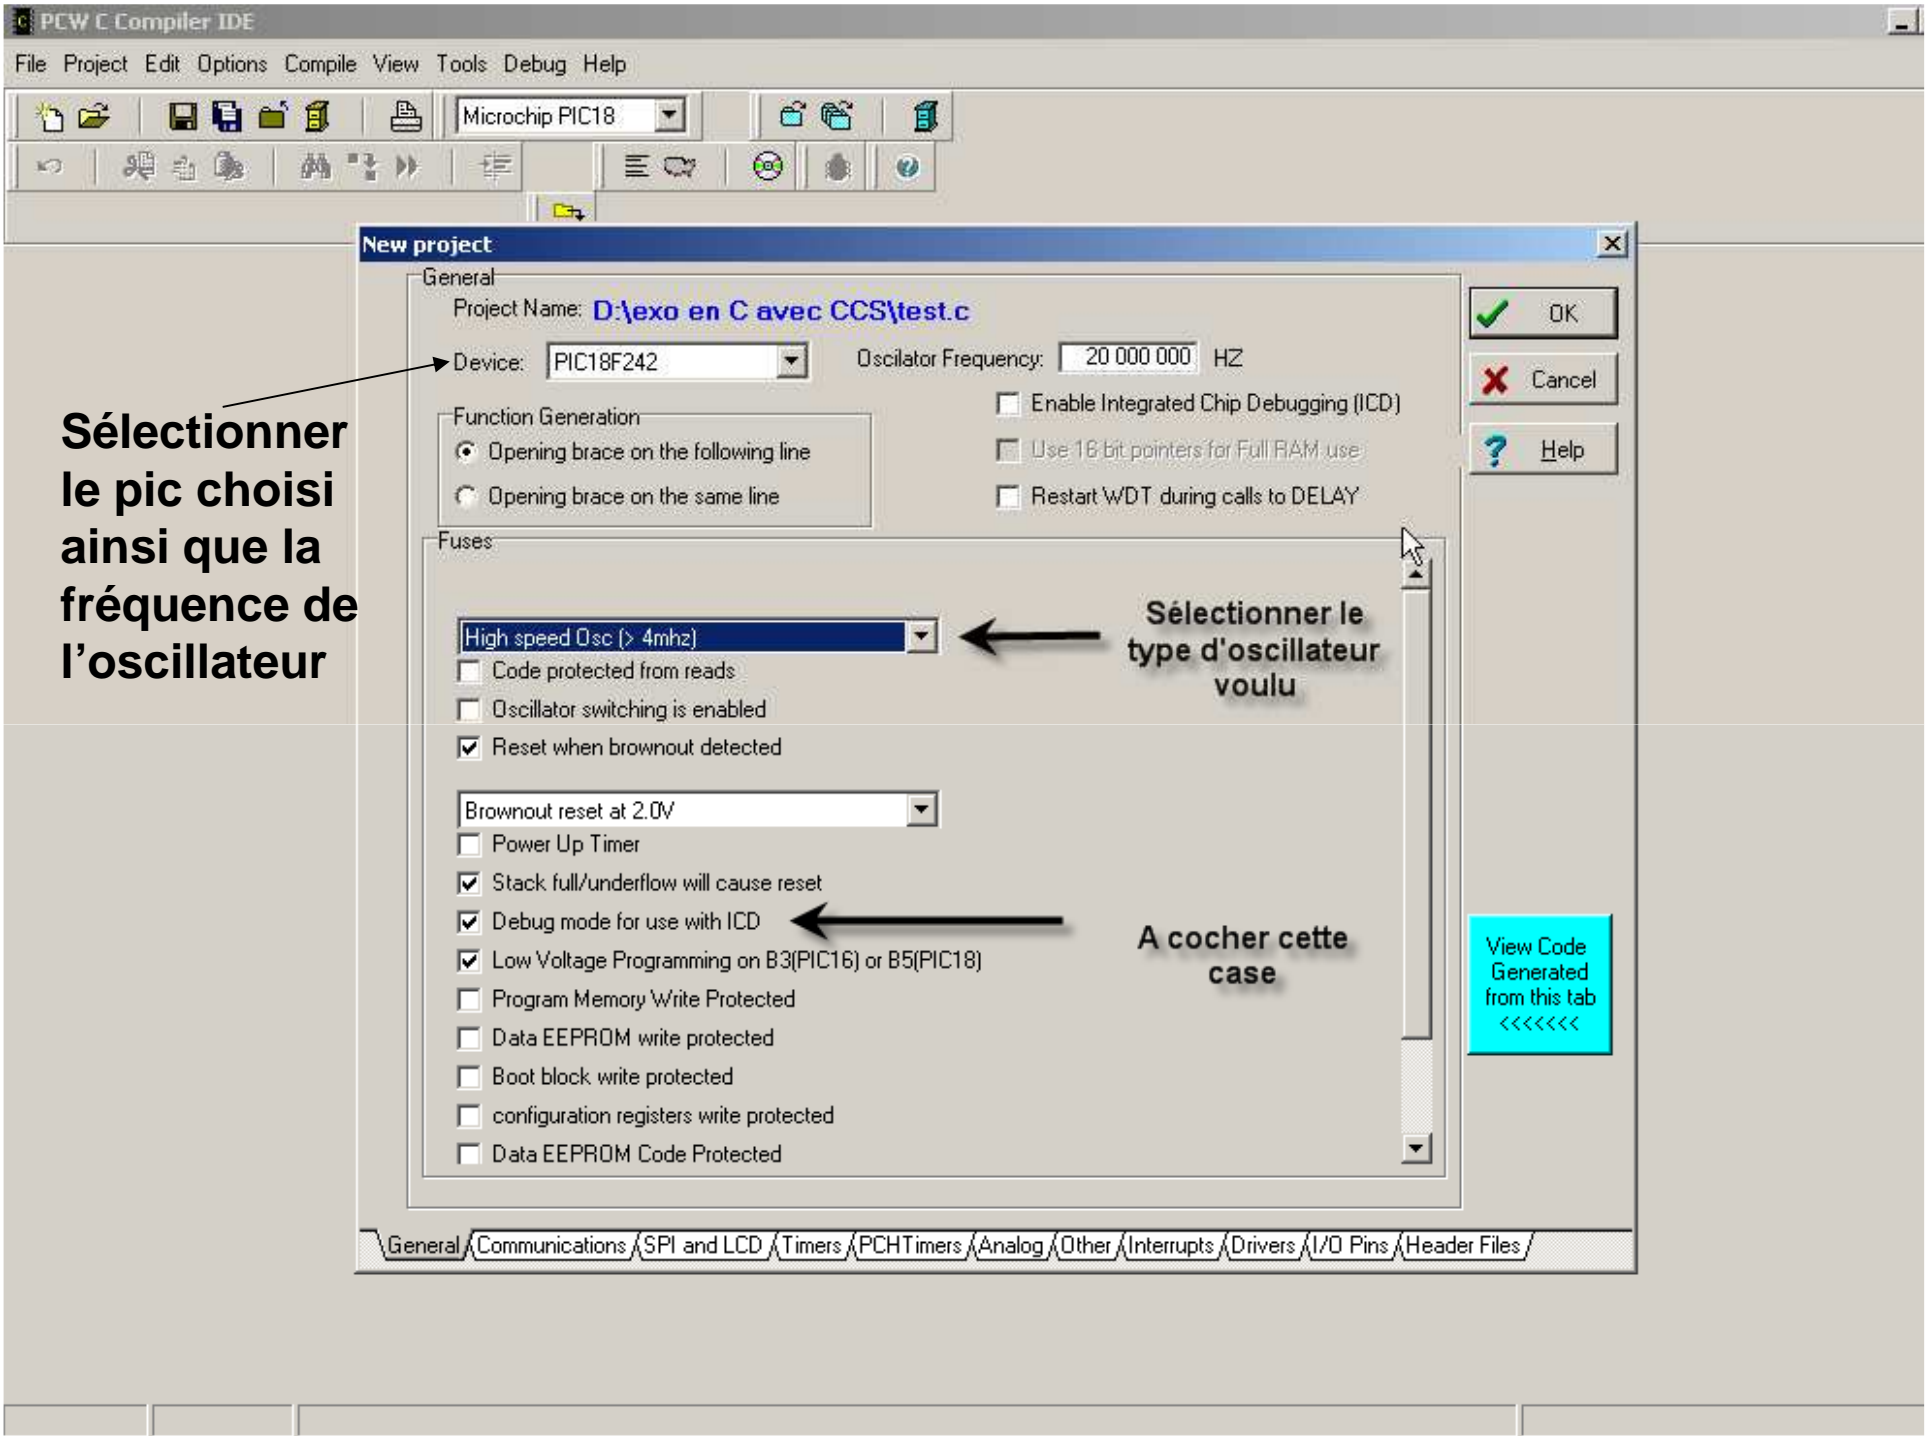 PCW C Compiler IDE
File Project Edit Options Compile View Tools Debug Help
Microchip PIC18
New project
General
Project Name: D:\exo en C avec CCS\test.c
OK
Device: PIC18F242
Oscilator Frequency: 20 000 000 HZ
Cancel
Enable Integrated Chip Debugging (ICD)
Function Generation
Opening brace on the following line
Use 16 bit pointers for Full RAM use
Help
Opening brace on the same line
Restart WDT during calls to DELAY
Sélectionner
le pic choisi
ainsi que la
fréquence de
l'oscillateur
Fuses
High speed Osc (> 4mhz)
Sélectionner le
type d'oscillateur
voulu
Code protected from reads
Oscillator switching is enabled
Reset when brownout detected
Brownout reset at 2.0V
Power Up Timer
Stack full/underflow will cause reset
Debug mode for use with ICD
A cocher cette
case
Low Voltage Programming on B3(PIC16) or B5(PIC18)
Program Memory Write Protected
Data EEPROM write protected
Boot block write protected
configuration registers write protected
Data EEPROM Code Protected
View Code
Generated
from this tab
<<<<<<<
General Communications SPI and LCD Timers PCHTimers Analog Other Interrupts Drivers I/O Pins Header Files